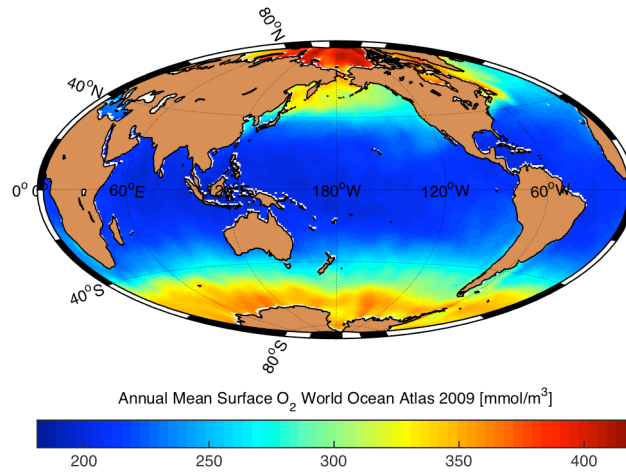 80°N
40°N
0°
60°E
120°E
180°W
120°W
60°W
40°S
80°S
Annual Mean Surface O₂ World Ocean Atlas 2009 [mmol/m³]
200 250 300 350 400